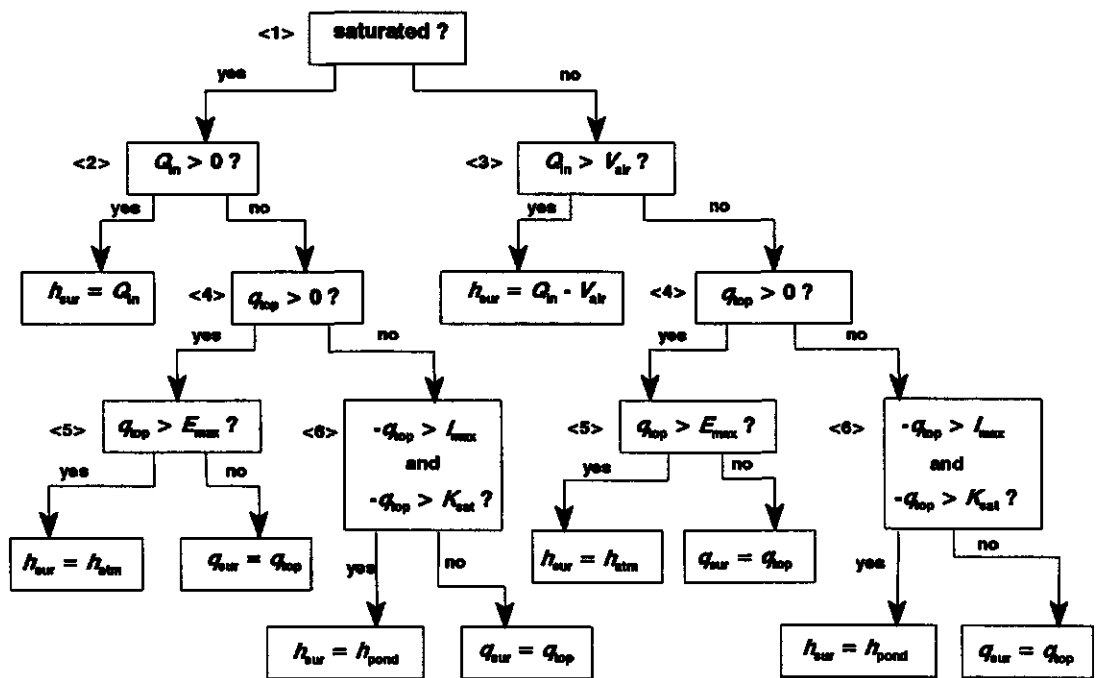 <1> saturated ?
yes no
<2> Q_in > 0 ? <3> Q_in > V_air ?
yes no yes no
h_sur = Q_in <4> q_top > 0 ? h_sur = Q_in - V_air <4> q_top > 0 ?
yes no yes no
<5> q_top > E_max ? <6> -q_top > I_max <5> q_top > E_max ? <6> -q_top > I_max
and and
-q_top > K_sat ? -q_top > K_sat ?
yes no yes no
h_sur = h_atm q_sur = q_top h_sur = h_atm q_sur = q_top
yes no yes no
h_sur = h_pond q_sur = q_top h_sur = h_pond q_sur = q_top